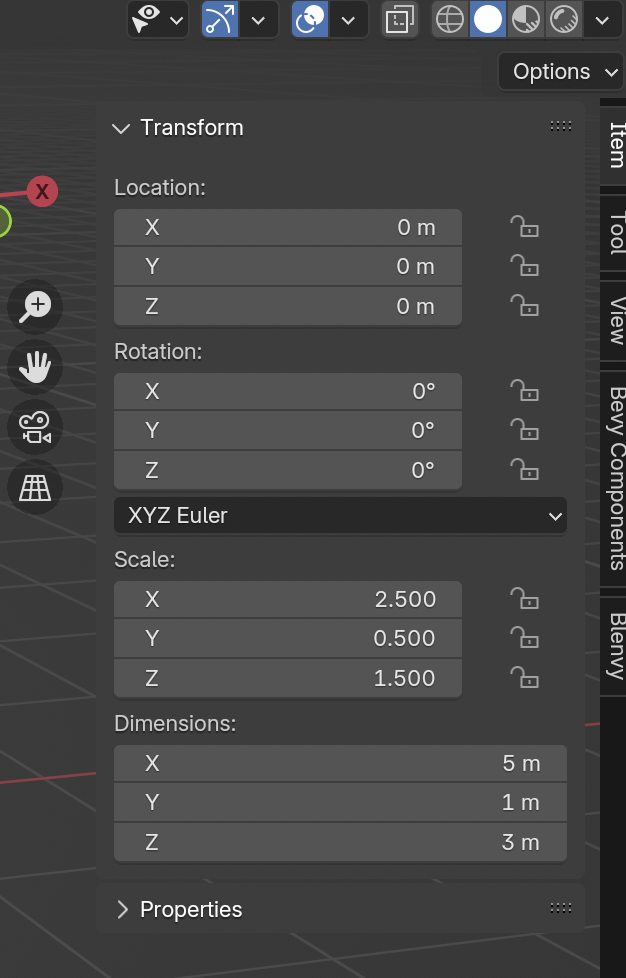 Options
Transform
Item
Tool
View
Bevy Components
Blenvy
X
Location:
X 0 m
Y 0 m
Z 0 m
Rotation:
X 0°
Y 0°
Z 0°
XYZ Euler
Scale:
X 2.500
Y 0.500
Z 1.500
Dimensions:
X 5 m
Y 1 m
Z 3 m
Properties